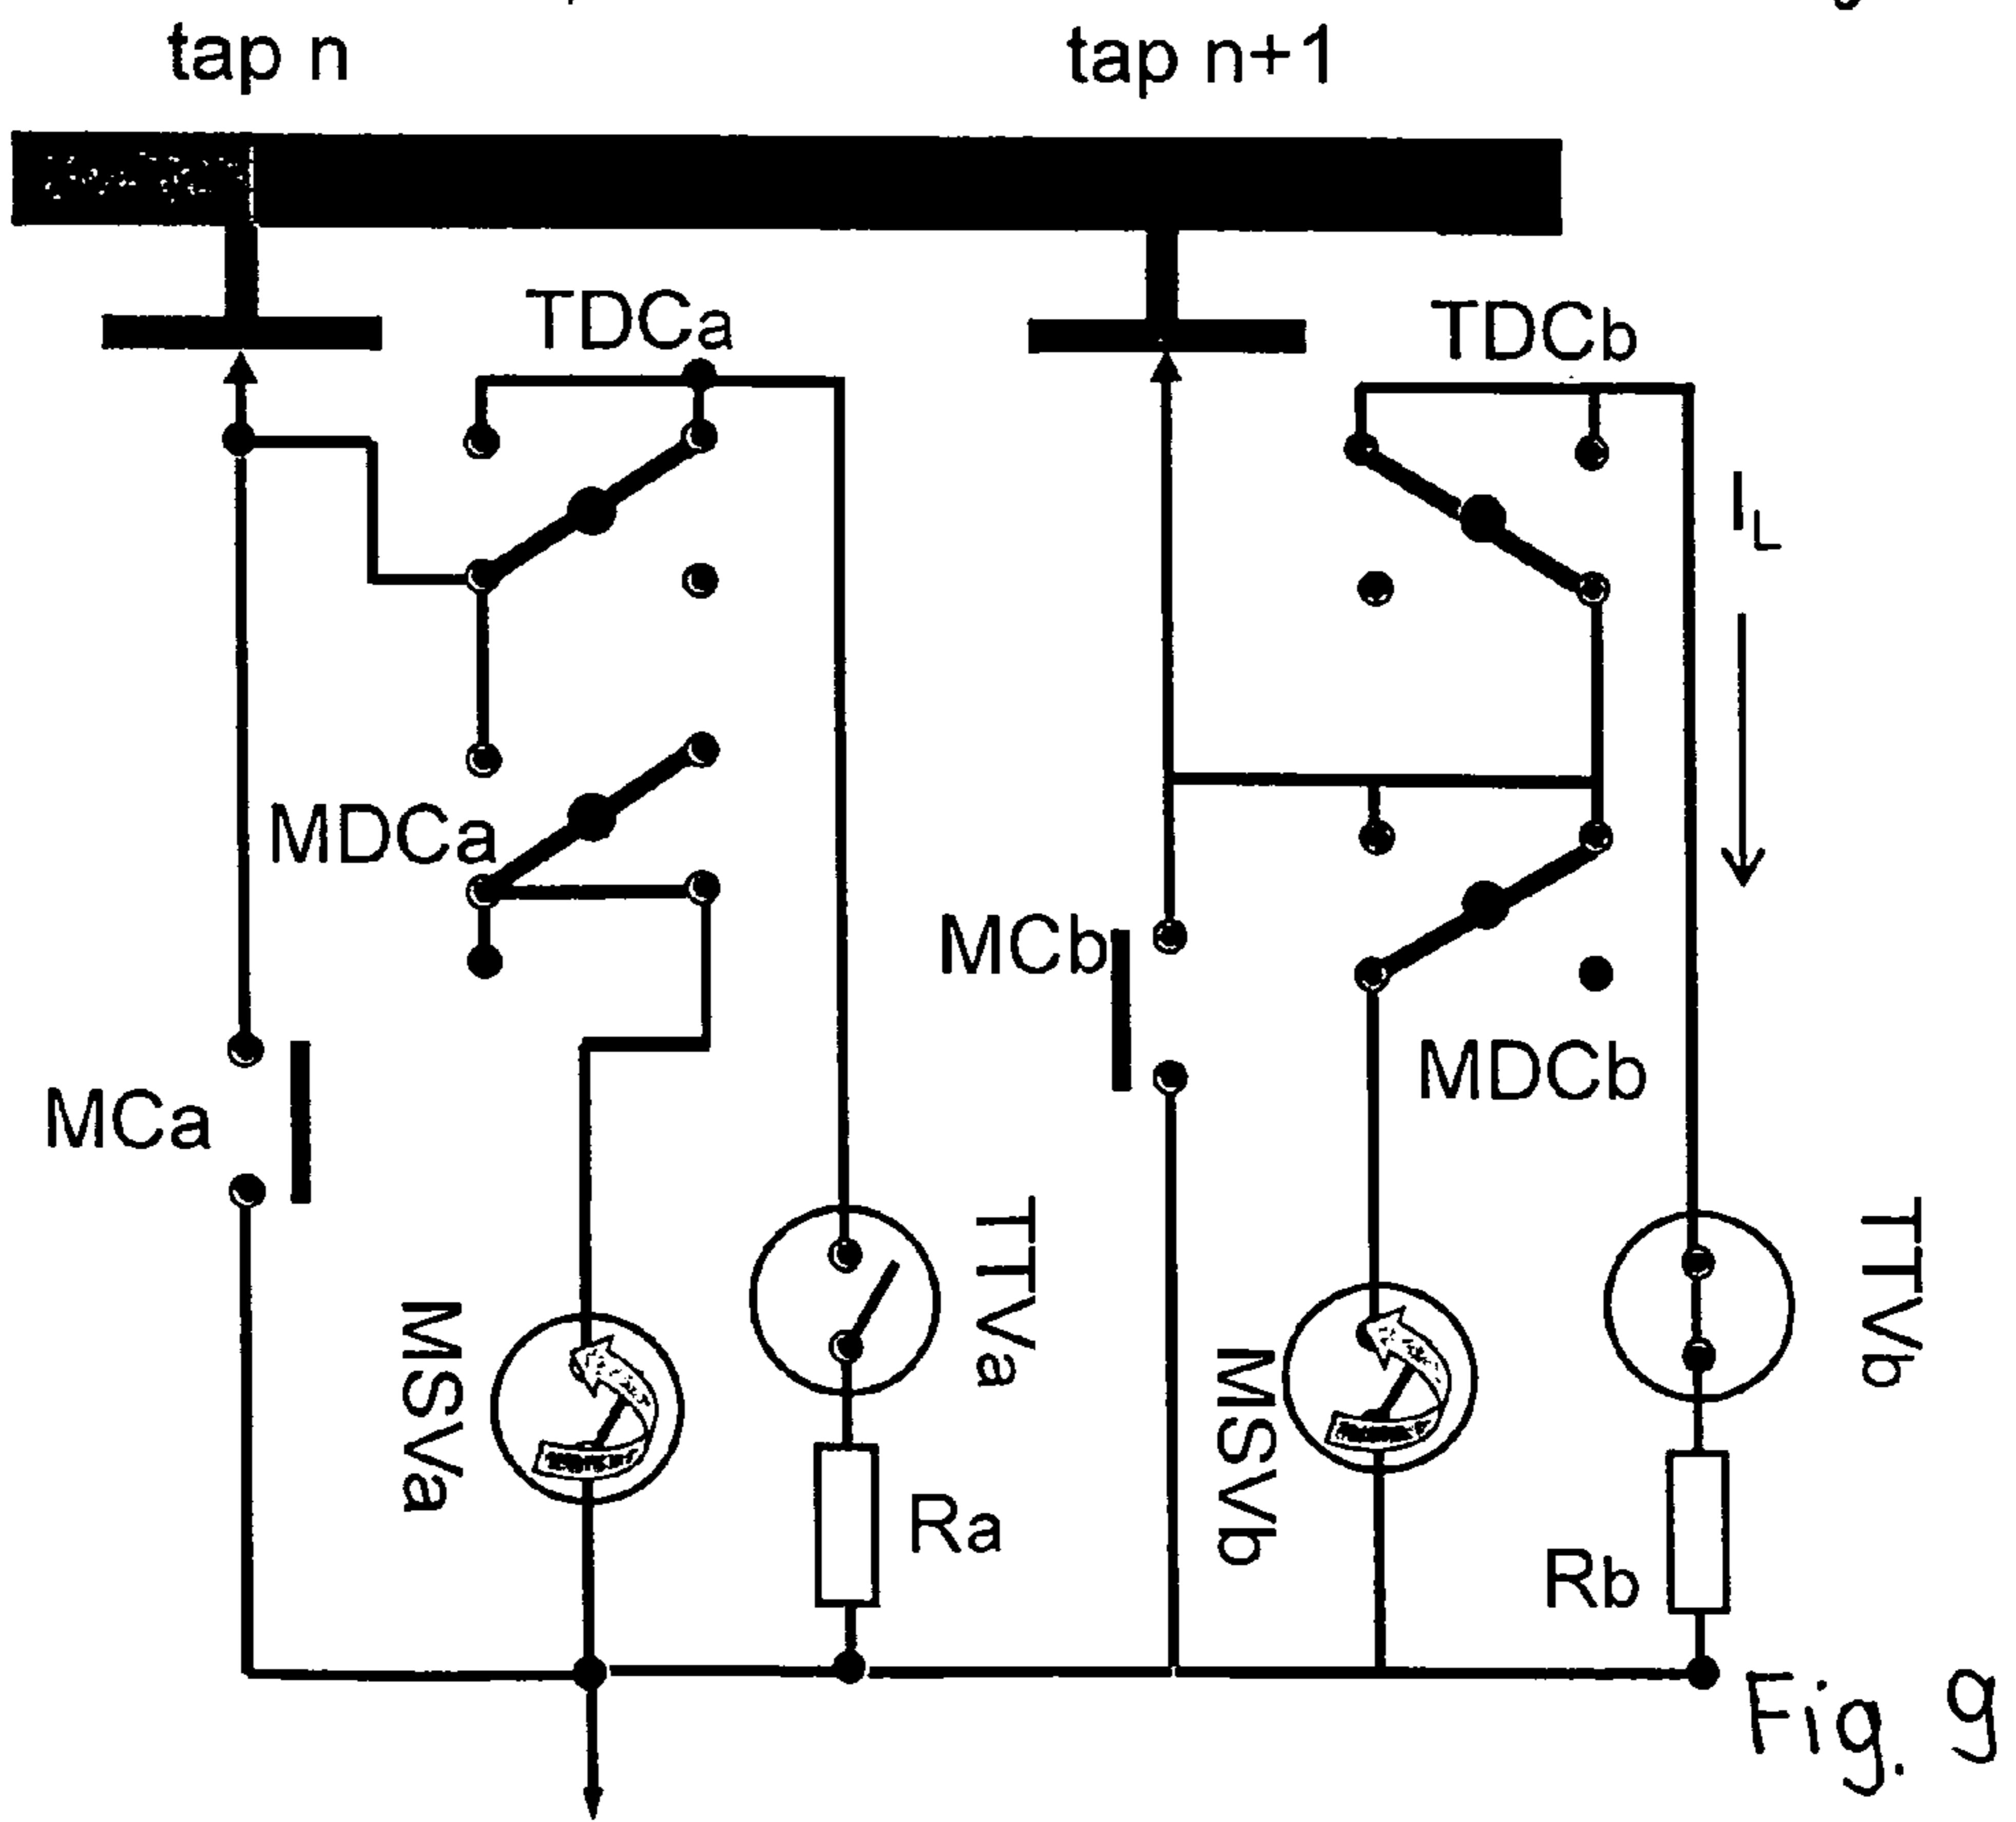 tap n
tap n+1
TDCa
TDCb
IL
MDCa
MCb
MDCb
MCa
TTVa
TTVb
MSVa
MSVb
Ra
Rb
Fig. 9